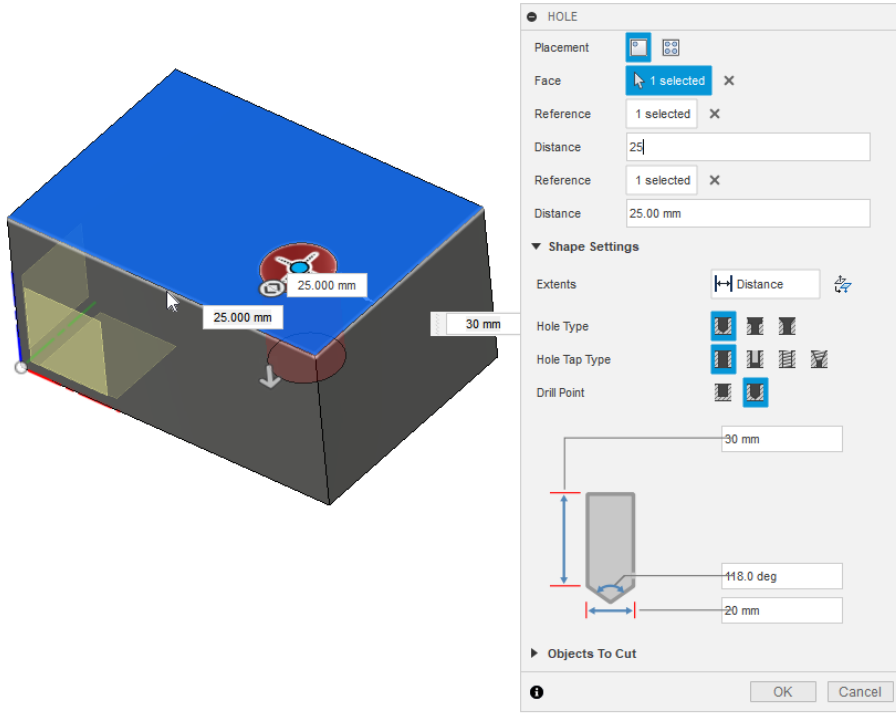 HOLE
Placement
Face
1 selected
Reference
1 selected
Distance
25
Reference
1 selected
Distance
25.00 mm
Shape Settings
Extents
Distance
Hole Type
Hole Tap Type
Drill Point
30 mm
118.0 deg
20 mm
Objects To Cut
OK
Cancel
25.000 mm
25.000 mm
30 mm